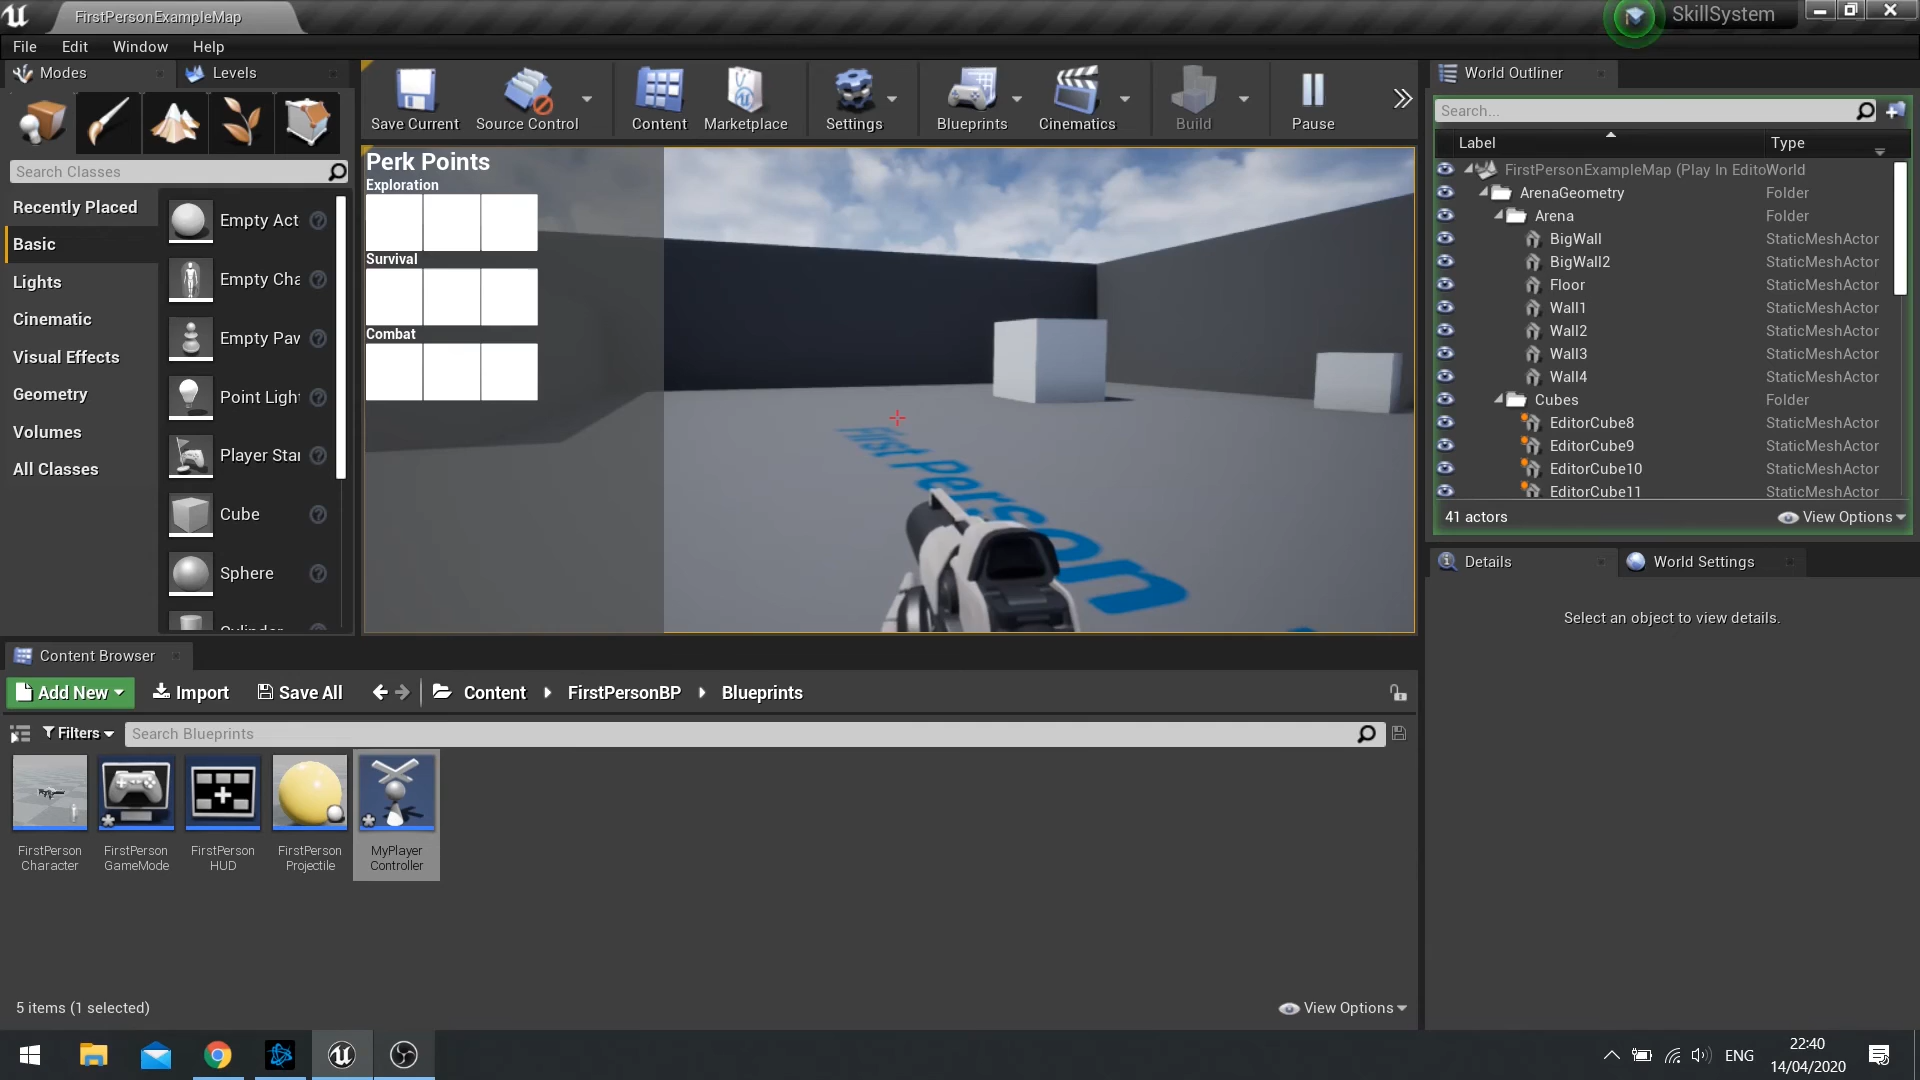 FirstPersonExampleMap
SkillSystem
File Edit Window Help
Modes
Levels
Search Classes
Recently Placed
Basic
Lights
Cinematic
Visual Effects
Geometry
Volumes
All Classes
Empty Act
Empty Cha
Empty Pav
Point Light
Player Star
Cube
Sphere
Cylinder
Save Current
Source Control
Content
Marketplace
Settings
Blueprints
Cinematics
Build
Pause
Perk Points
Exploration
Survival
Combat
First Person
World Outliner
Search...
Label Type
FirstPersonExampleMap (Play In Edito World
ArenaGeometry Folder
Arena Folder
BigWall StaticMeshActor
BigWall2 StaticMeshActor
Floor StaticMeshActor
Wall1 StaticMeshActor
Wall2 StaticMeshActor
Wall3 StaticMeshActor
Wall4 StaticMeshActor
Cubes Folder
EditorCube8 StaticMeshActor
EditorCube9 StaticMeshActor
EditorCube10 StaticMeshActor
EditorCube11 StaticMeshActor
41 actors
View Options
Details
World Settings
Select an object to view details.
Content Browser
Add New
Import
Save All
Content
FirstPersonBP
Blueprints
Filters
Search Blueprints
FirstPerson
Character
FirstPerson
GameMode
FirstPerson
HUD
FirstPerson
Projectile
MyPlayer
Controller
5 items (1 selected)
View Options
ENG
22:40
14/04/2020